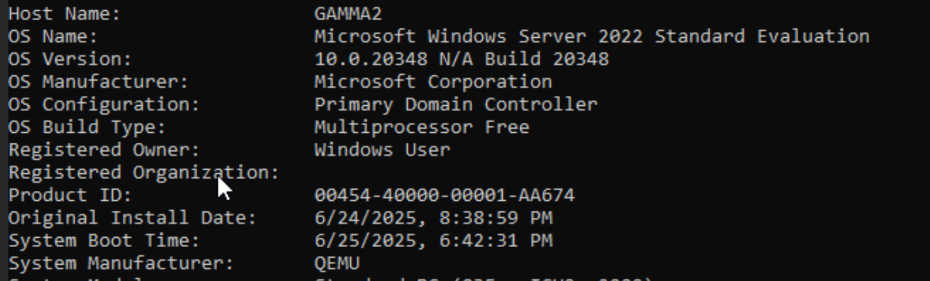 Host Name: GAMMA2
OS Name: Microsoft Windows Server 2022 Standard Evaluation
OS Version: 10.0.20348 N/A Build 20348
OS Manufacturer: Microsoft Corporation
OS Configuration: Primary Domain Controller
OS Build Type: Multiprocessor Free
Registered Owner: Windows User
Registered Organization:
Product ID: 00454-40000-00001-AA674
Original Install Date: 6/24/2025, 8:38:59 PM
System Boot Time: 6/25/2025, 6:42:31 PM
System Manufacturer: QEMU